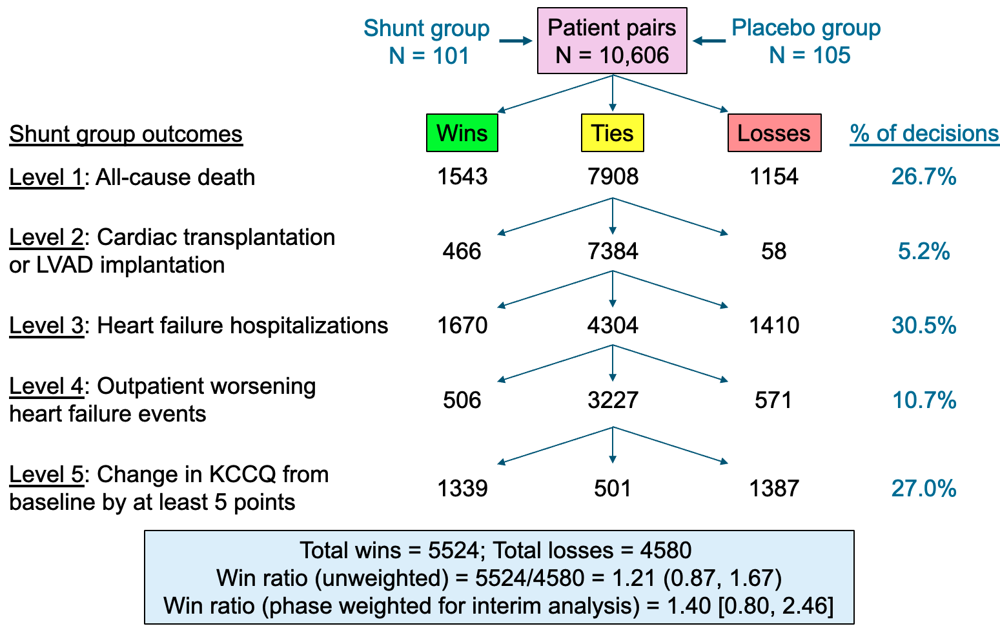 Shunt group
N = 101
Patient pairs
N = 10,606
Placebo group
N = 105
Shunt group outcomes Wins Ties Losses % of decisions
Level 1: All-cause death 1543 7908 1154 26.7%
Level 2: Cardiac transplantation
or LVAD implantation 466 7384 58 5.2%
Level 3: Heart failure hospitalizations 1670 4304 1410 30.5%
Level 4: Outpatient worsening
heart failure events 506 3227 571 10.7%
Level 5: Change in KCCQ from
baseline by at least 5 points 1339 501 1387 27.0%
Total wins = 5524; Total losses = 4580
Win ratio (unweighted) = 5524/4580 = 1.21 (0.87, 1.67)
Win ratio (phase weighted for interim analysis) = 1.40 [0.80, 2.46]